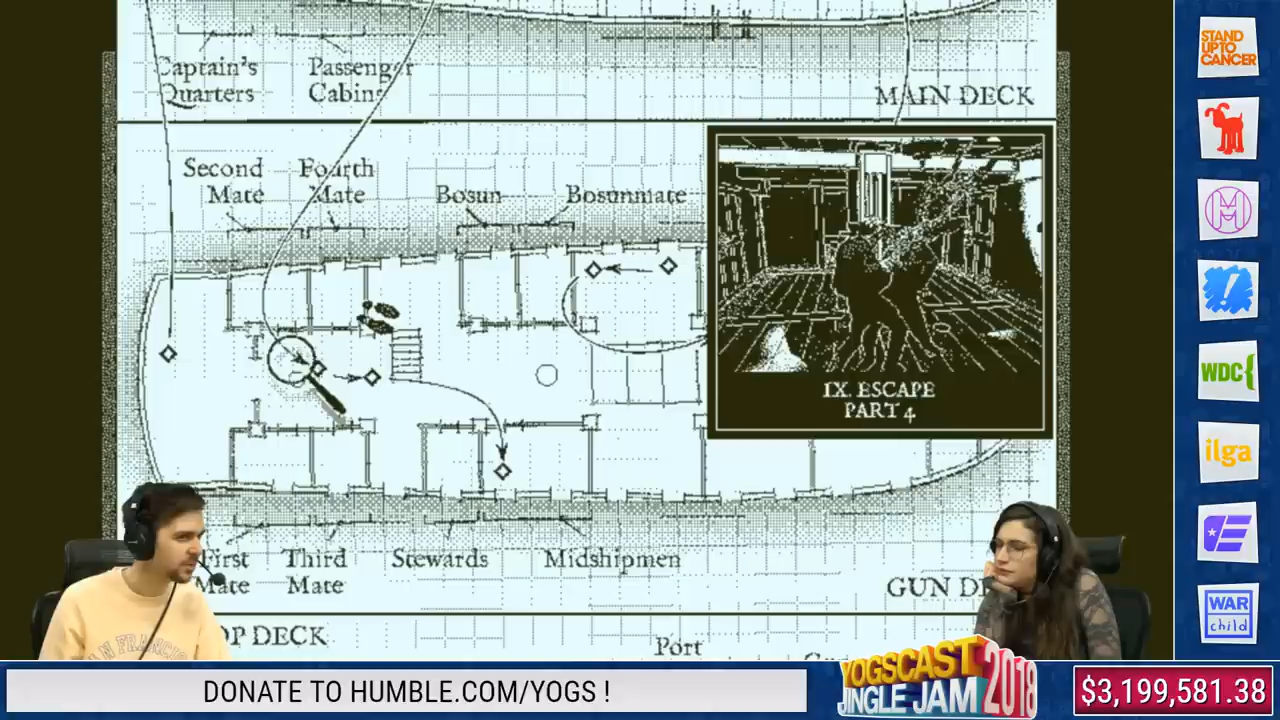 Captain's
Quarters
Passenger
Cabins
MAIN DECK
Second
Mate
Fourth
Mate
Bosun
Bosunmate
IX. ESCAPE
PART 4
First
Mate
Third
Mate
Stewards
Midshipmen
GUN
DECK
Port
STAND
UP TO
CANCER
WDC
ilga
WAR
child
DONATE TO HUMBLE.COM/YOGS !
YOGSCAST
JINGLE JAM
2018
$3,199,581.38